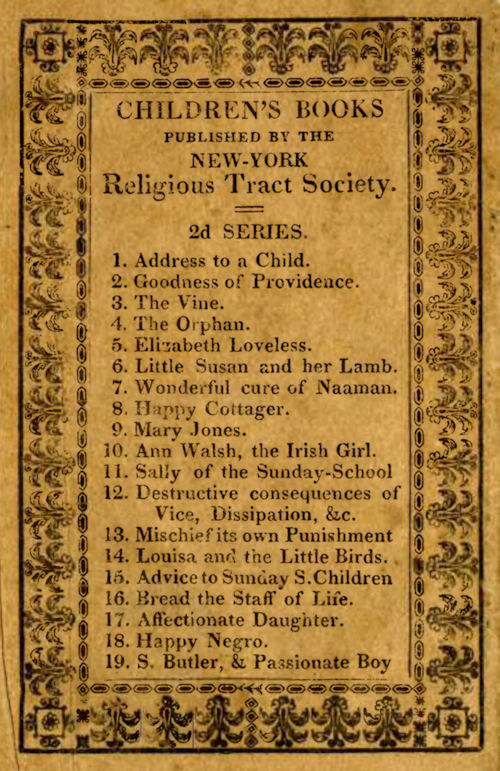 CHILDREN'S BOOKS
PUBLISHED BY THE
NEW-YORK
Religious Tract Society.
2d SERIES.
1. Address to a Child.
2. Goodness of Providence.
3. The Vine.
4. The Orphan.
5. Elizabeth Loveless.
6. Little Susan and her Lamb.
7. Wonderful cure of Naaman.
8. Happy Cottager.
9. Mary Jones.
10. Ann Walsh, the Irish Girl.
11. Sally of the Sunday-School
12. Destructive consequences of
Vice, Dissipation, &c.
13. Mischief its own Punishment
14. Louisa and the Little Birds.
15. Advice to Sunday S. Children
16. Bread the Staff of Life.
17. Affectionate Daughter.
18. Happy Negro.
19. S. Butler, & Passionate Boy